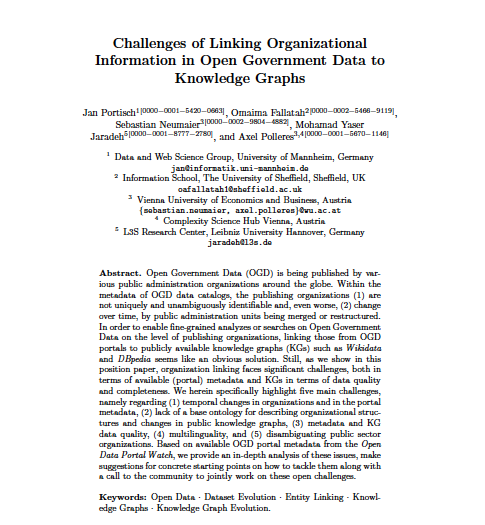 Challenges of Linking Organizational
Information in Open Government Data to
Knowledge Graphs
Jan Portisch1[0000−0001−5420−0663], Omaima Fallatah2[0000−0002−5466−9119],
Sebastian Neumaier3[0000−0002−9804−4882], Mohamad Yaser
Jaradeh5[0000−0001−8777−2780], and Axel Polleres3,4[0000−0001−5670−1146]
1 Data and Web Science Group, University of Mannheim, Germany
jan@informatik.uni-mannheim.de
2 Information School, The University of Sheffield, Sheffield, UK
oafallatah1@sheffield.ac.uk
3 Vienna University of Economics and Business, Austria
{sebastian.neumaier, axel.polleres}@wu.ac.at
4 Complexity Science Hub Vienna, Austria
5 L3S Research Center, Leibniz University Hannover, Germany
jaradeh@l3s.de
Abstract. Open Government Data (OGD) is being published by var-
ious public administration organizations around the globe. Within the
metadata of OGD data catalogs, the publishing organizations (1) are
not uniquely and unambiguously identifiable and, even worse, (2) change
over time, by public administration units being merged or restructured.
In order to enable fine-grained analyzes or searches on Open Government
Data on the level of publishing organizations, linking those from OGD
portals to publicly available knowledge graphs (KGs) such as Wikidata
and DBpedia seems like an obvious solution. Still, as we show in this
position paper, organization linking faces significant challenges, both in
terms of available (portal) metadata and KGs in terms of data quality
and completeness. We herein specifically highlight five main challenges,
namely regarding (1) temporal changes in organizations and in the portal
metadata, (2) lack of a base ontology for describing organizational struc-
tures and changes in public knowledge graphs, (3) metadata and KG
data quality, (4) multilinguality, and (5) disambiguating public sector
organizations. Based on available OGD portal metadata from the Open
Data Portal Watch, we provide an in-depth analysis of these issues, make
suggestions for concrete starting points on how to tackle them along with
a call to the community to jointly work on these open challenges.
Keywords: Open Data · Dataset Evolution · Entity Linking · Knowl-
edge Graphs · Knowledge Graph Evolution.